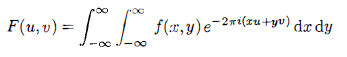 F(u, v) = ∫_{-∞}^{∞} ∫_{-∞}^{∞} f(x, y) e^{-2πi(xu+yv)} dx dy